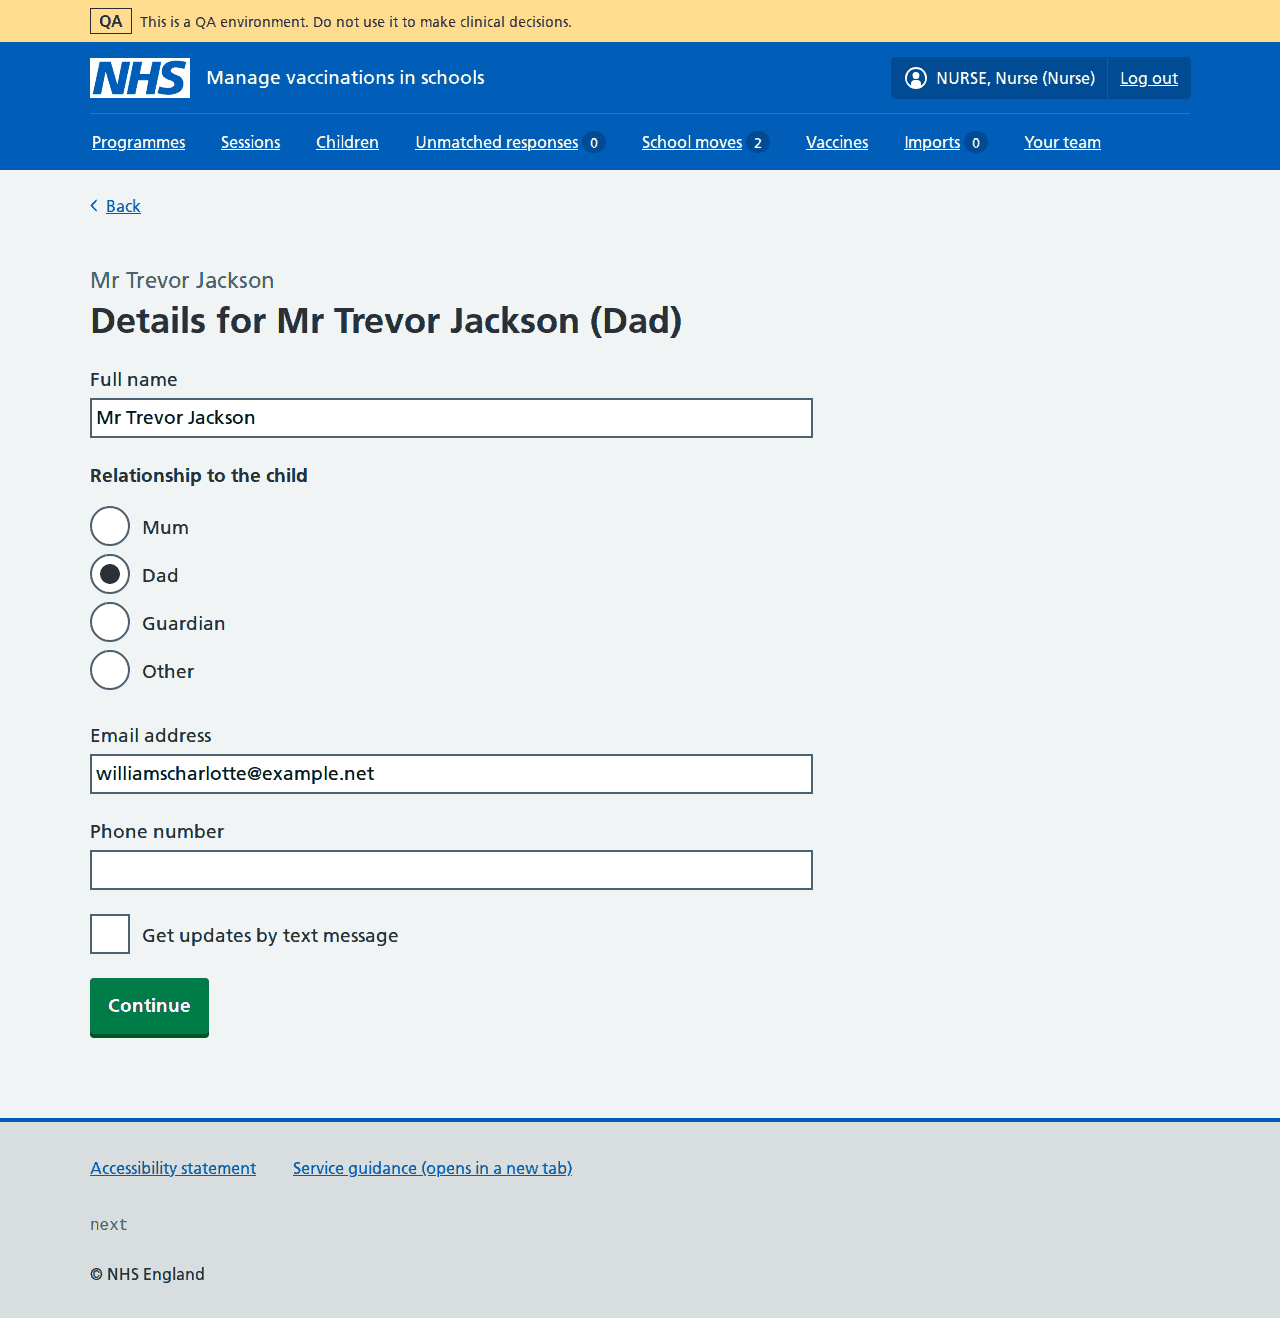 QA This is a QA environment. Do not use it to make clinical decisions.
NHS Manage vaccinations in schools
NURSE, Nurse (Nurse) Log out
Programmes Sessions Children Unmatched responses 0 School moves 2 Vaccines Imports 0 Your team
Back
Mr Trevor Jackson
Details for Mr Trevor Jackson (Dad)
Full name
Mr Trevor Jackson
Relationship to the child
Mum
Dad
Guardian
Other
Email address
williamscharlotte@example.net
Phone number
Get updates by text message
Continue
Accessibility statement Service guidance (opens in a new tab)
next
© NHS England